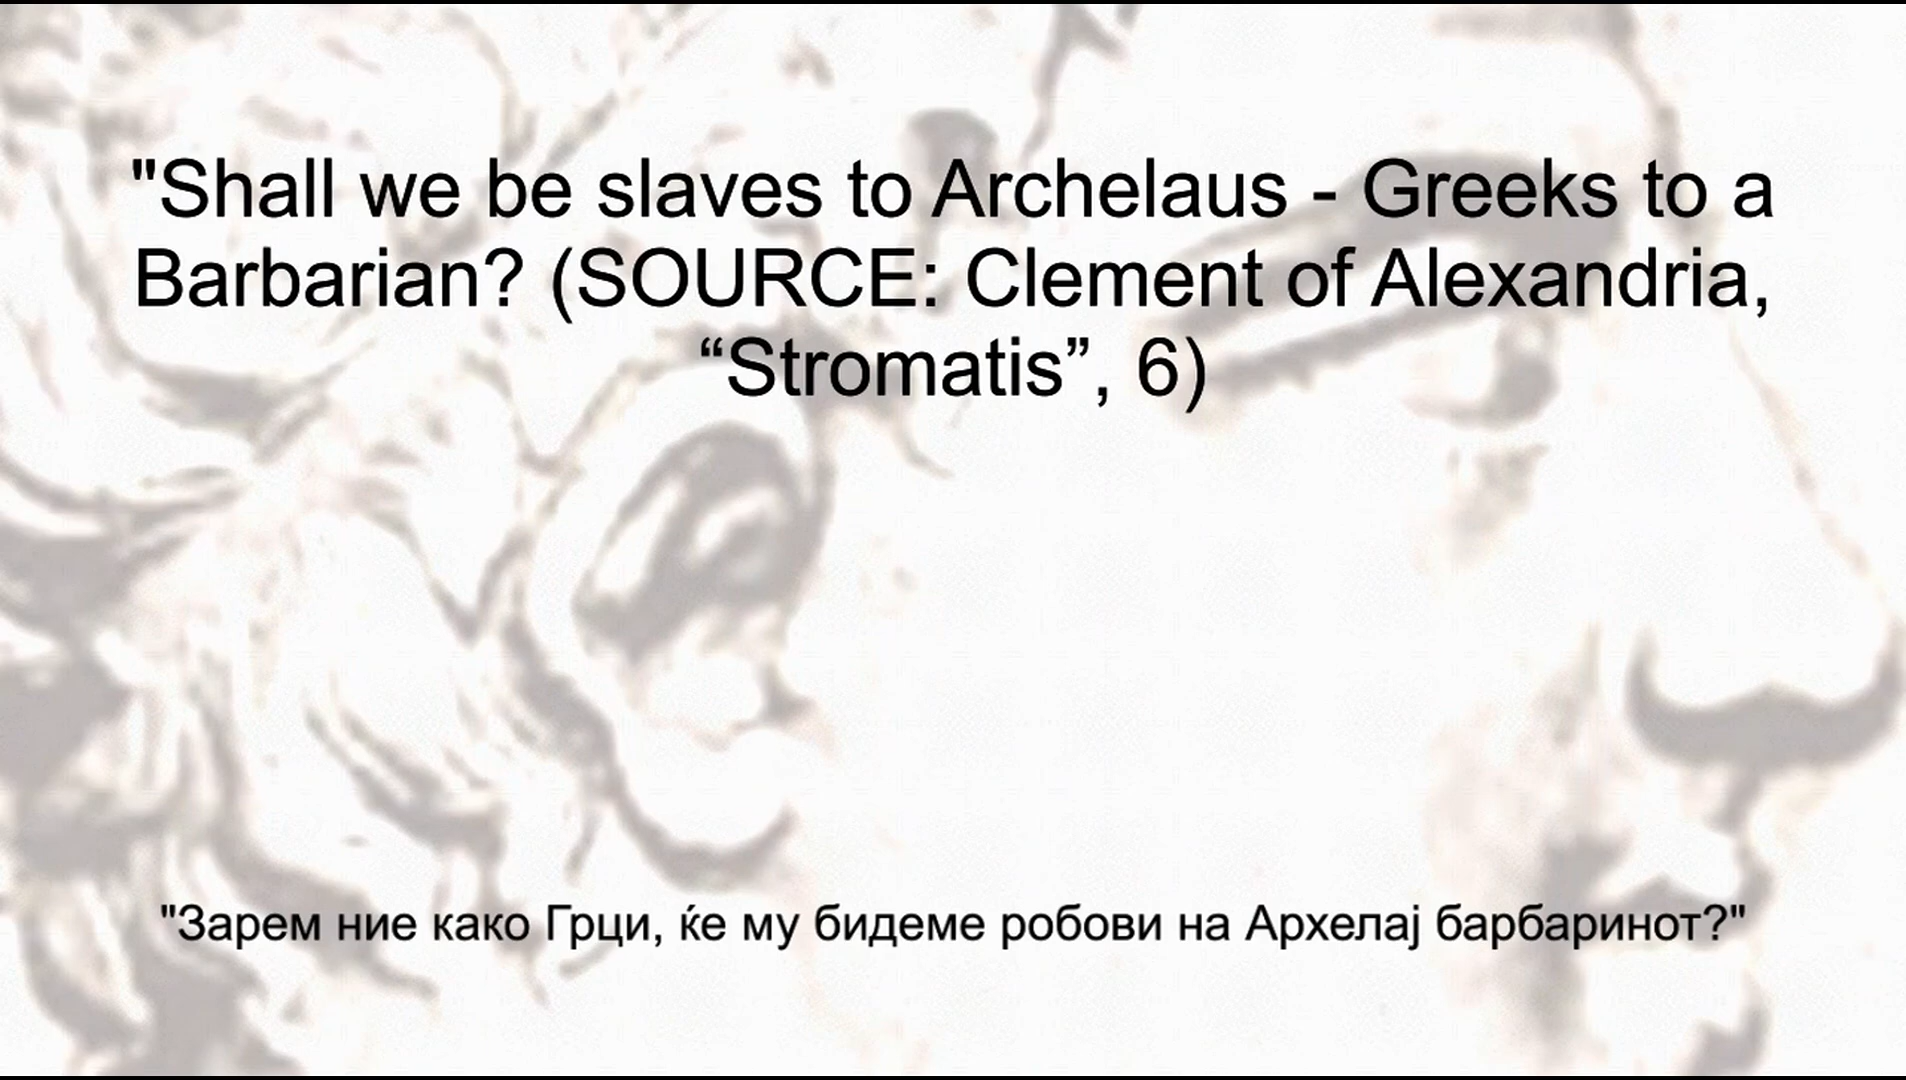 "Shall we be slaves to Archelaus - Greeks to a
Barbarian? (SOURCE: Clement of Alexandria,
“Stromatis”, 6)
"Зарем ние како Грци, ќе му бидеме робови на Архелај барбаринот?"